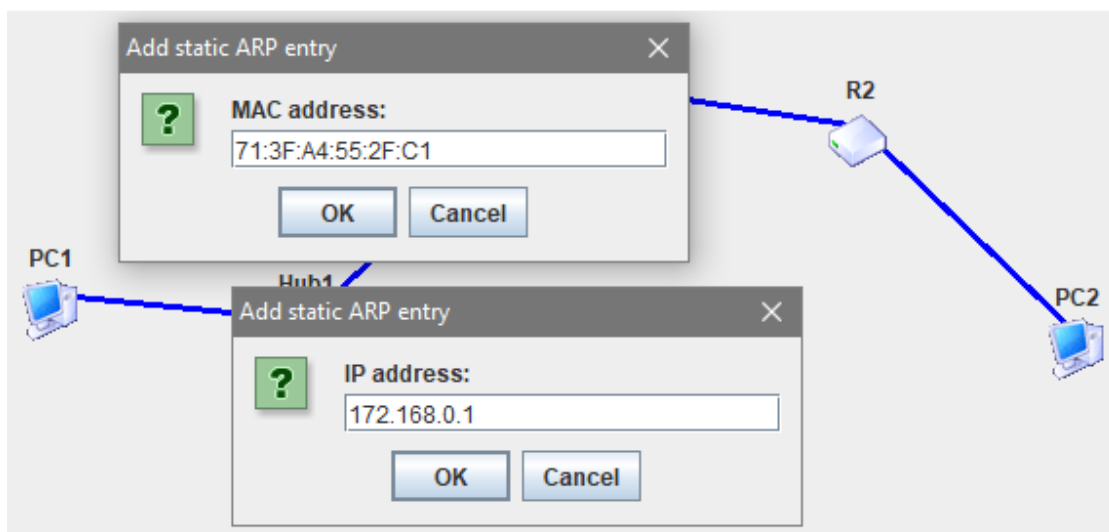 Add static ARP entry
MAC address:
71:3F:A4:55:2F:C1
OK Cancel
R2
PC1
Hub1
PC2
Add static ARP entry
IP address:
172.168.0.1
OK Cancel